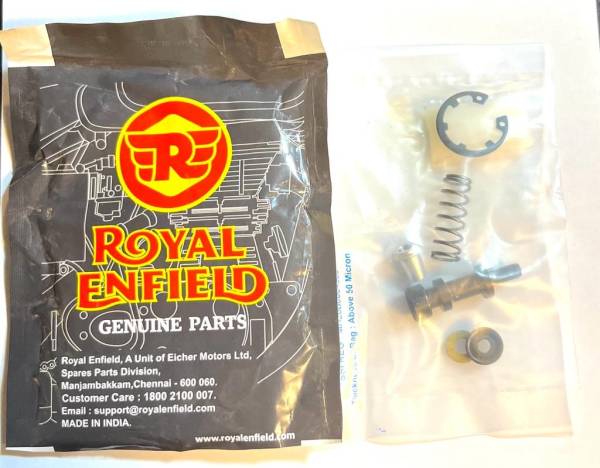 R
ROYAL
ENFIELD
GENUINE PARTS
Royal Enfield, A Unit of Eicher Motors Ltd,
Spares Parts Division,
Manjambakkam,Chennai - 600 060.
Customer Care : 1800 2100 007.
Email : support@royalenfield.com
MADE IN INDIA.
www.royalenfield.com
Bag : Above 50 Micron